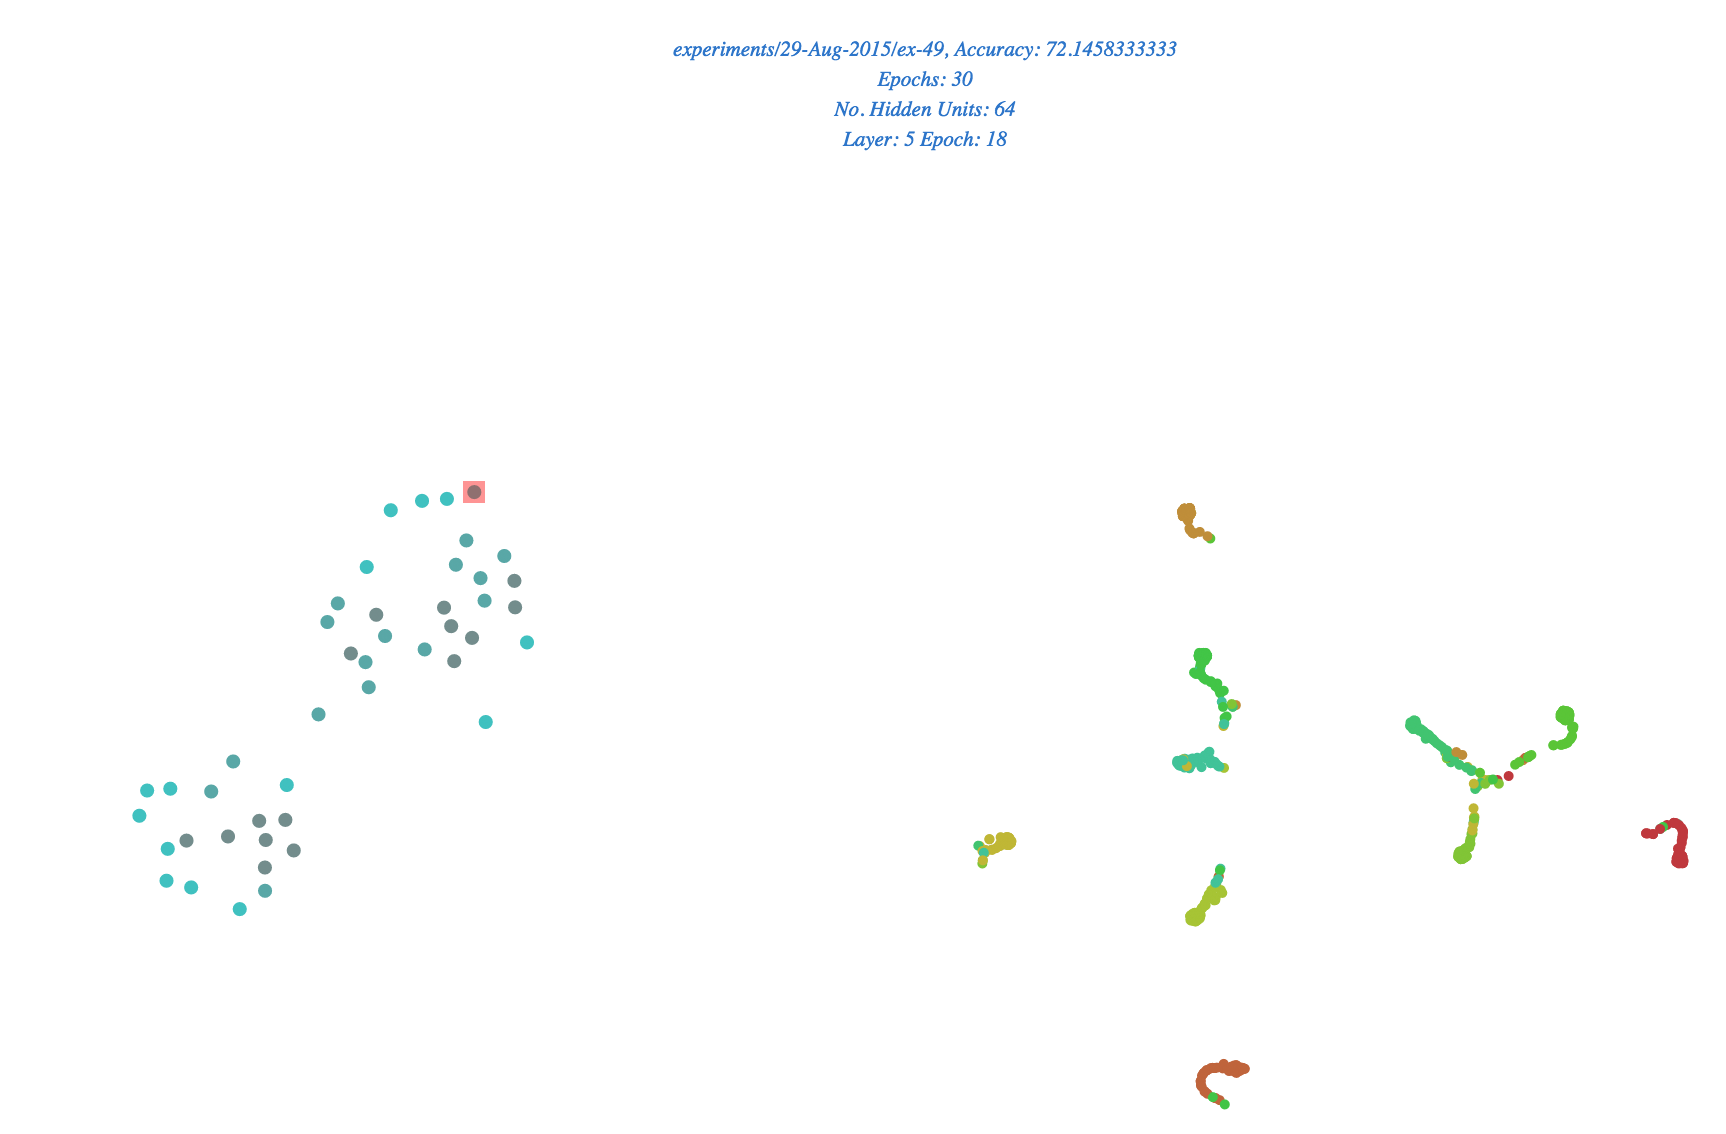 experiments/29-Aug-2015/ex-49, Accuracy: 72.1458333333
Epochs: 30
No. Hidden Units: 64
Layer: 5 Epoch: 18